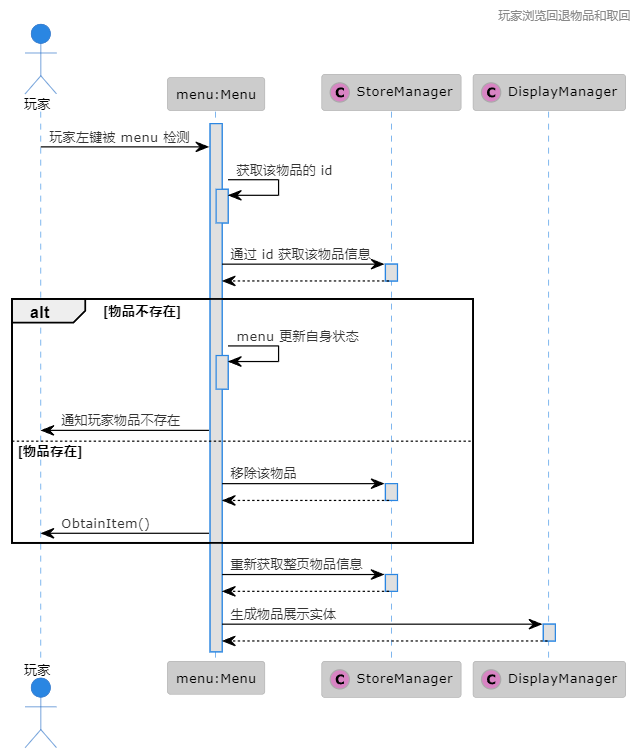 玩家浏览回退物品和取回
玩家
menu:Menu
C StoreManager
C DisplayManager
玩家左键被 menu 检测
获取该物品的 id
通过 id 获取该物品信息
alt [物品不存在]
menu 更新自身状态
通知玩家物品不存在
[物品存在]
移除该物品
ObtainItem()
重新获取整页物品信息
生成物品展示实体
玩家
menu:Menu
C StoreManager
C DisplayManager